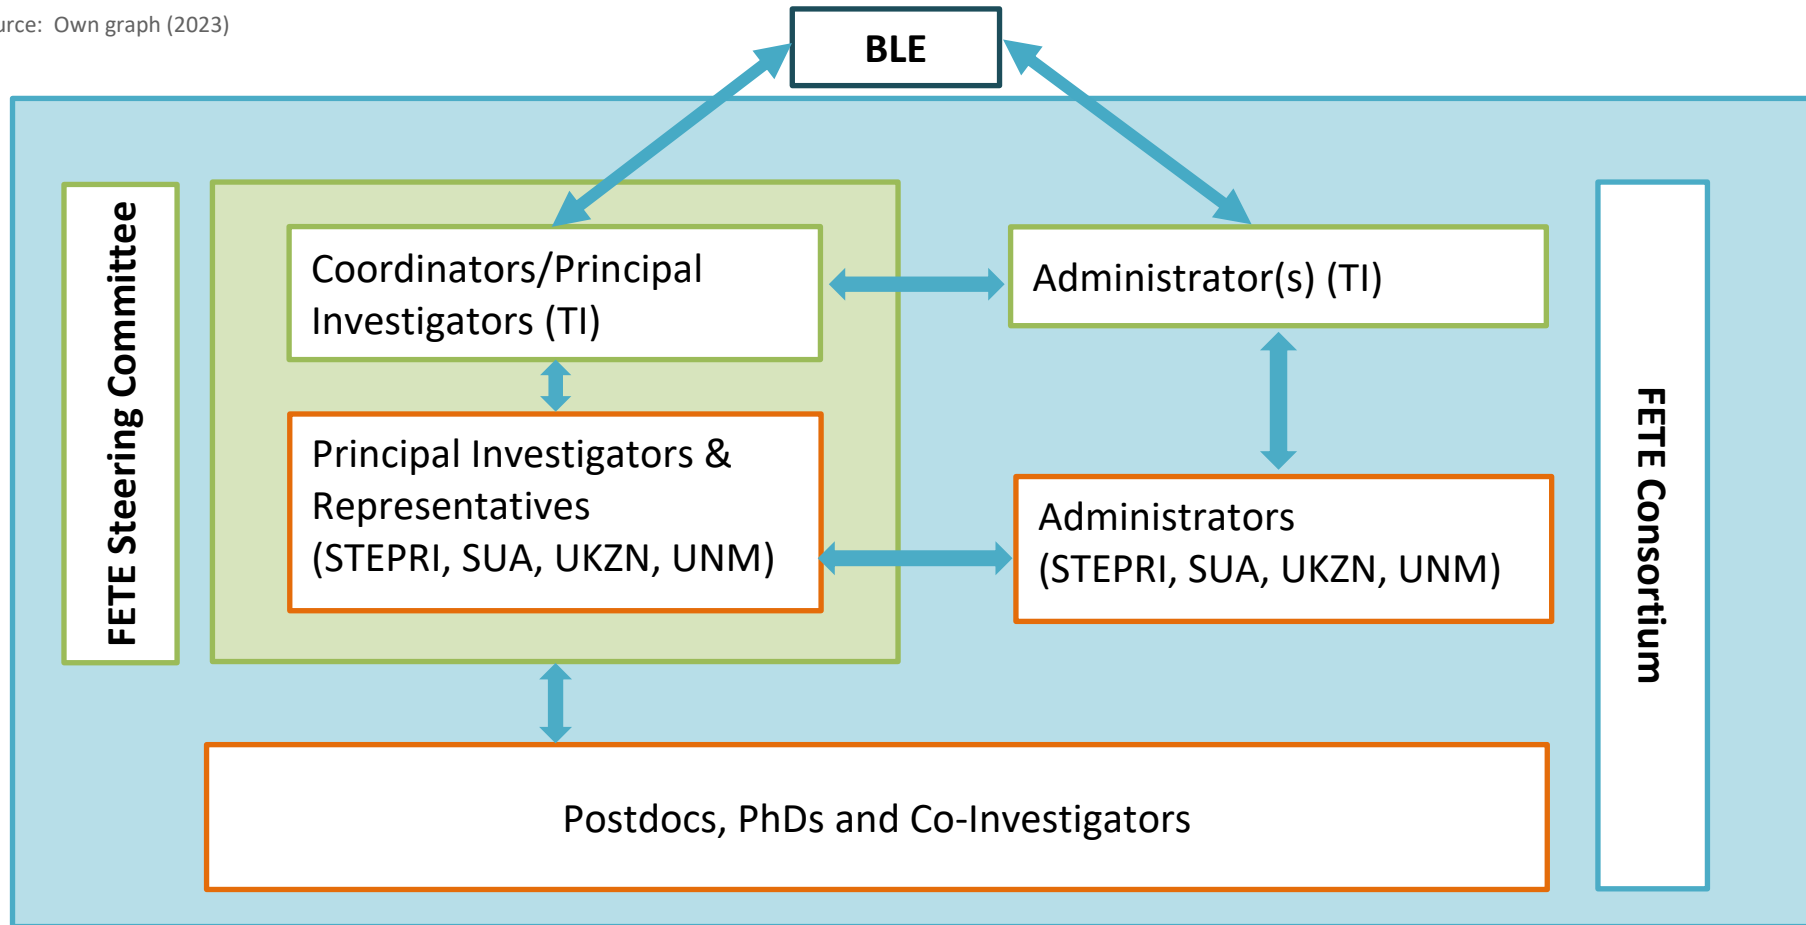 Own graph (2023)
BLE
FETE Steering Committee
Coordinators/Principal
Investigators (TI)
Administrator(s) (TI)
Principal Investigators &
Representatives
(STEPRI, SUA, UKZN, UNM)
Administrators
(STEPRI, SUA, UKZN, UNM)
FETE Consortium
Postdocs, PhDs and Co-Investigators